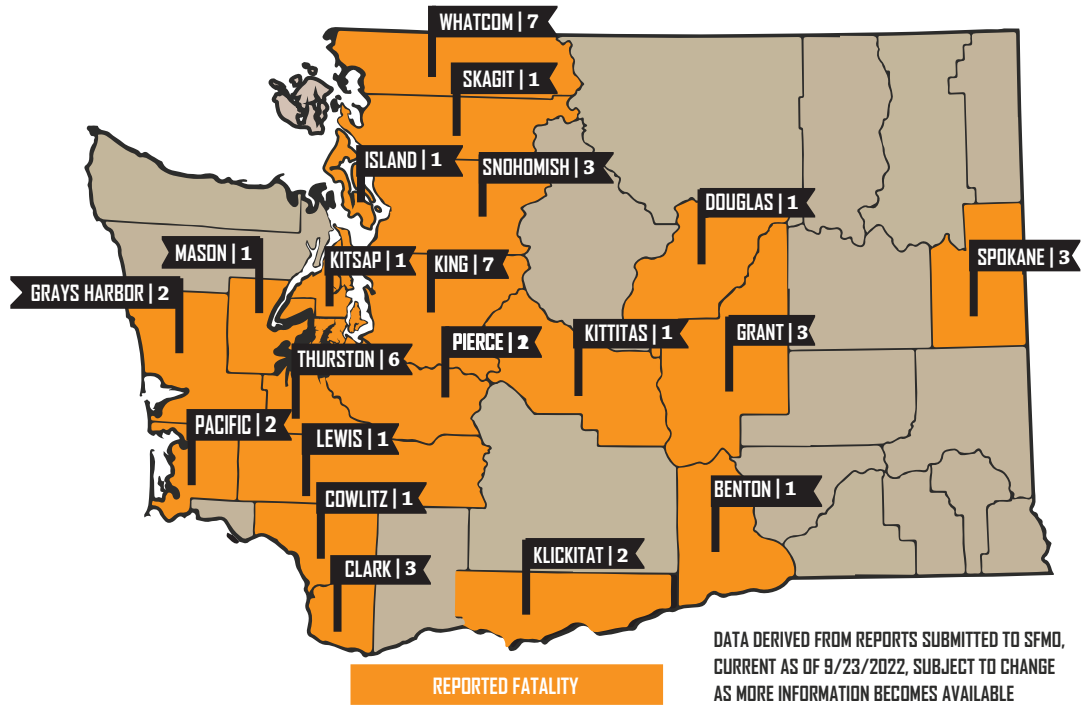 WHATCOM | 7
SKAGIT | 1
ISLAND | 1
SNOHOMISH | 3
DOUGLAS | 1
MASON | 1
KITSAP | 1
KING | 7
SPOKANE | 3
GRAYS HARBOR | 2
PIERCE | 2
KITTITAS | 1
GRANT | 3
THURSTON | 6
PACIFIC | 2
LEWIS | 1
COWLITZ | 1
BENTON | 1
CLARK | 3
KLICKITAT | 2
DATA DERIVED FROM REPORTS SUBMITTED TO SFMO,
CURRENT AS OF 9/23/2022, SUBJECT TO CHANGE
AS MORE INFORMATION BECOMES AVAILABLE
REPORTED FATALITY